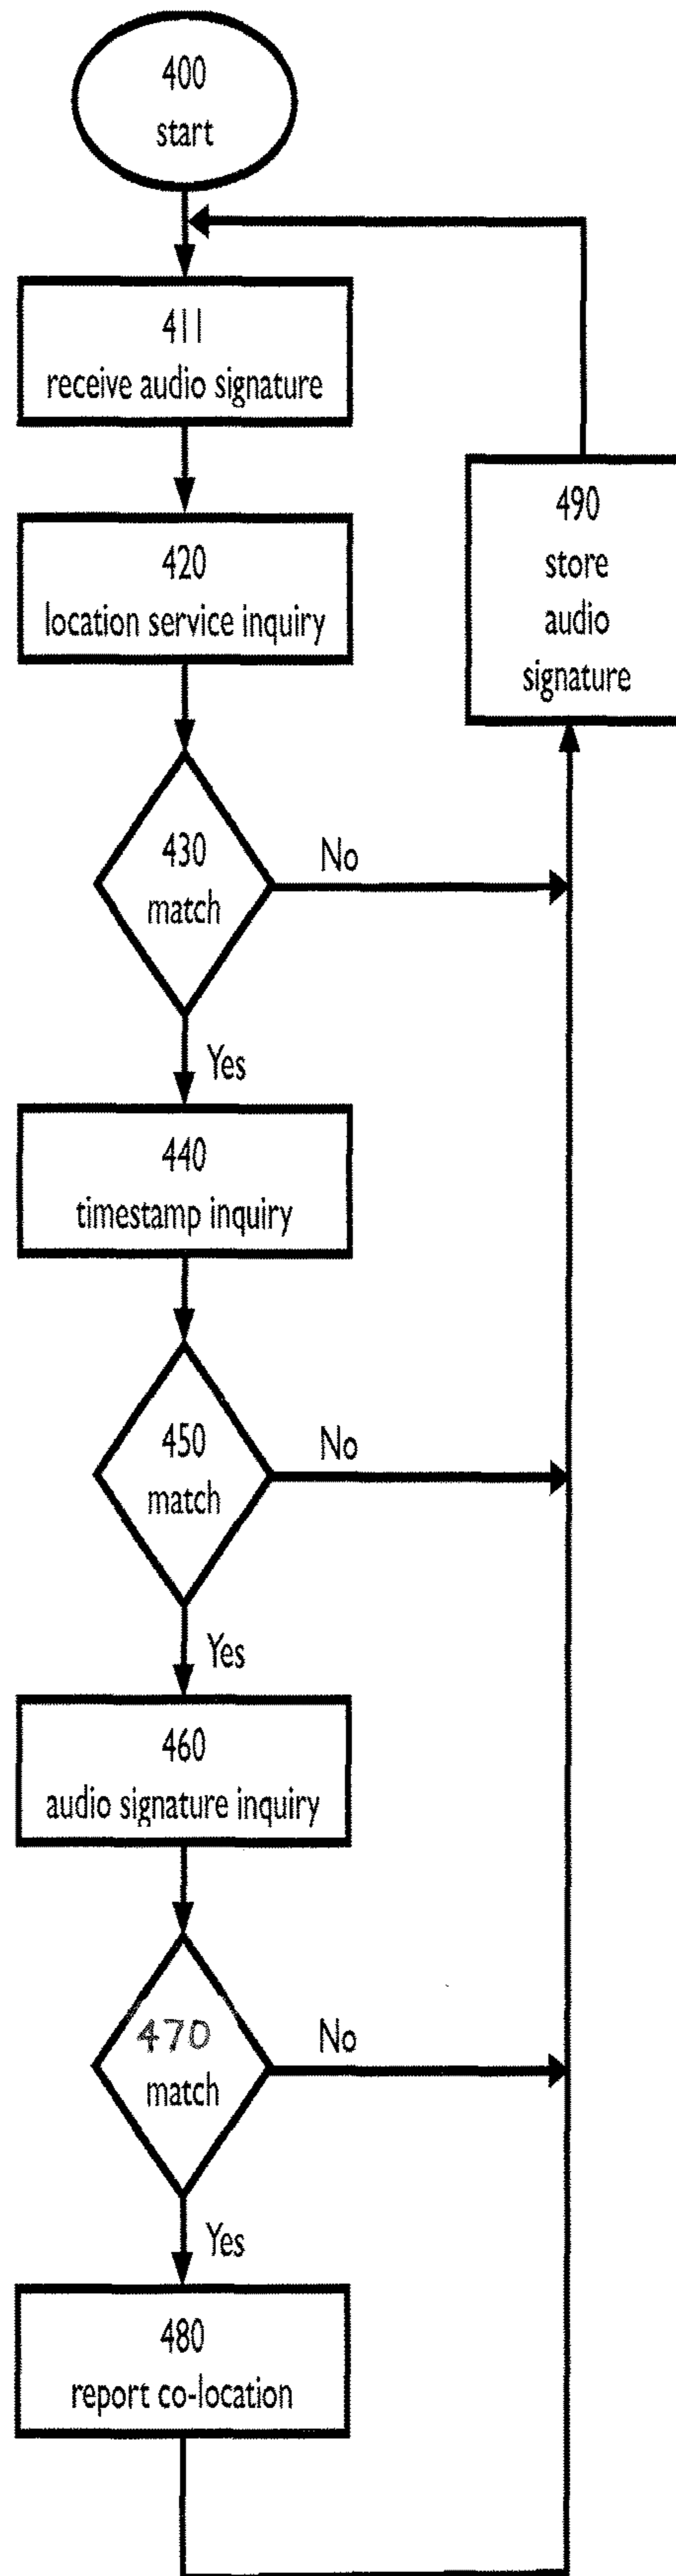 400
start
411
receive audio signature
420
location service inquiry
490
store
audio
signature
430
match
No
Yes
440
timestamp inquiry
450
match
No
Yes
460
audio signature inquiry
470
match
No
Yes
480
report co-location